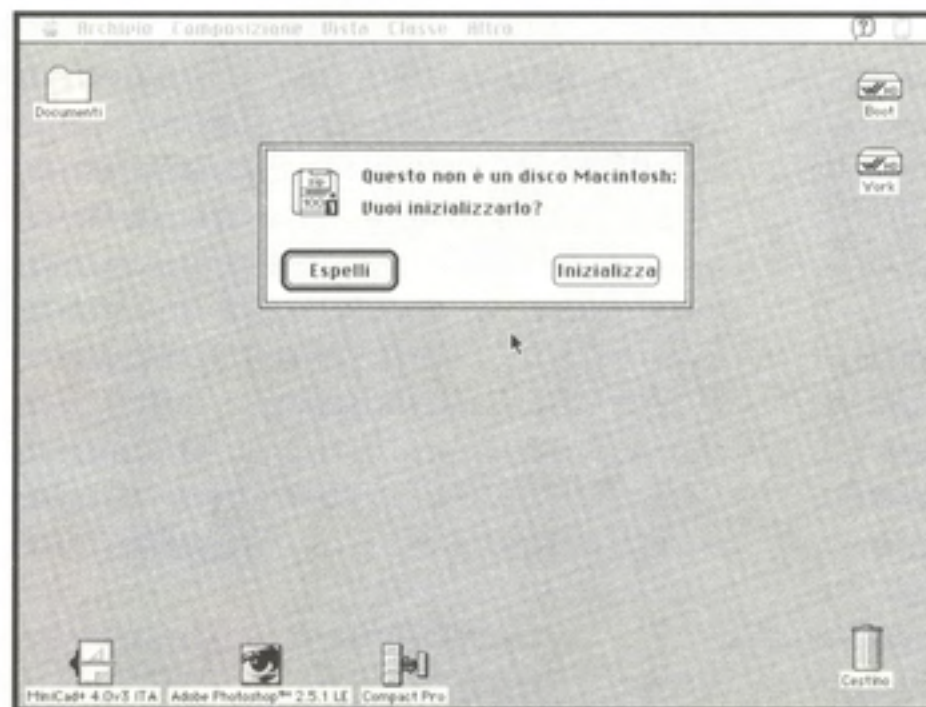 Archivio Composizione Vista Classe Altro
Documenti
Boot
Questo non è un disco Macintosh:
Vuoi inizializzarlo?
Work
Espelli
Inizializza
MiniCad+ 4.0v3 ITA
Adobe Photoshop™ 2.5.1 LE
Compact Pro
Cestino